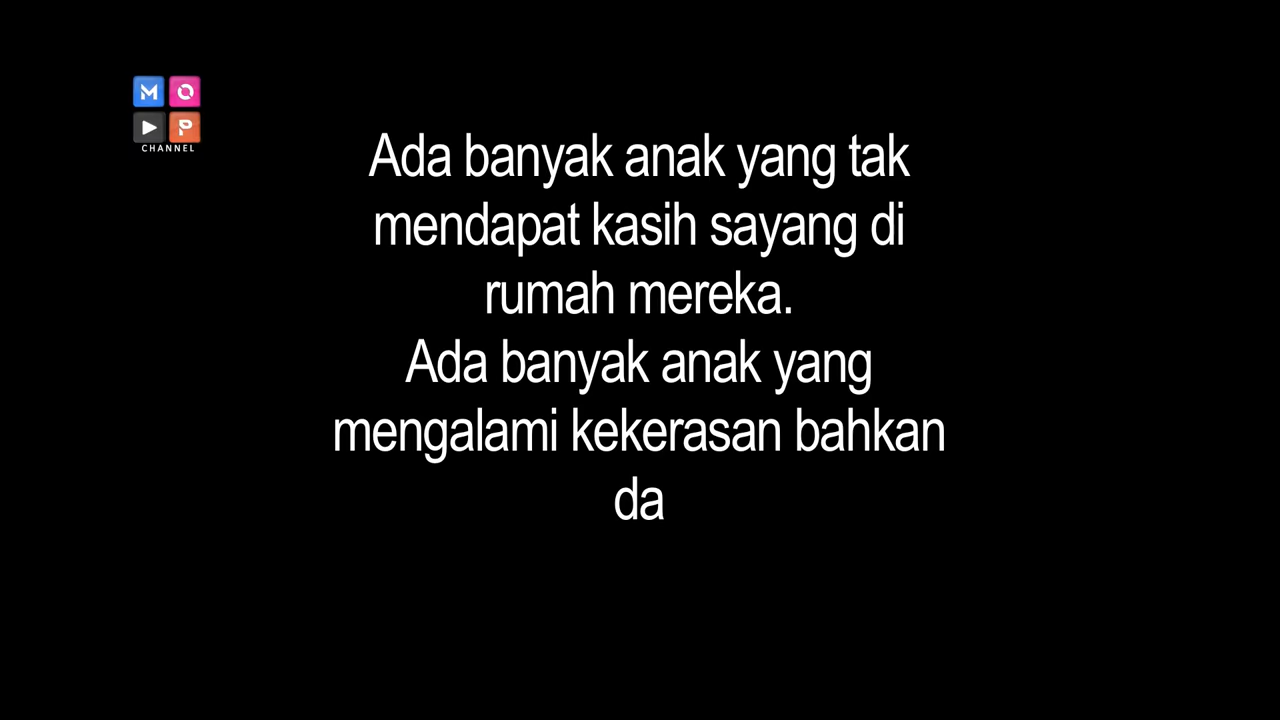 M O
P
CHANNEL
Ada banyak anak yang tak
mendapat kasih sayang di
rumah mereka.
Ada banyak anak yang
mengalami kekerasan bahkan
da